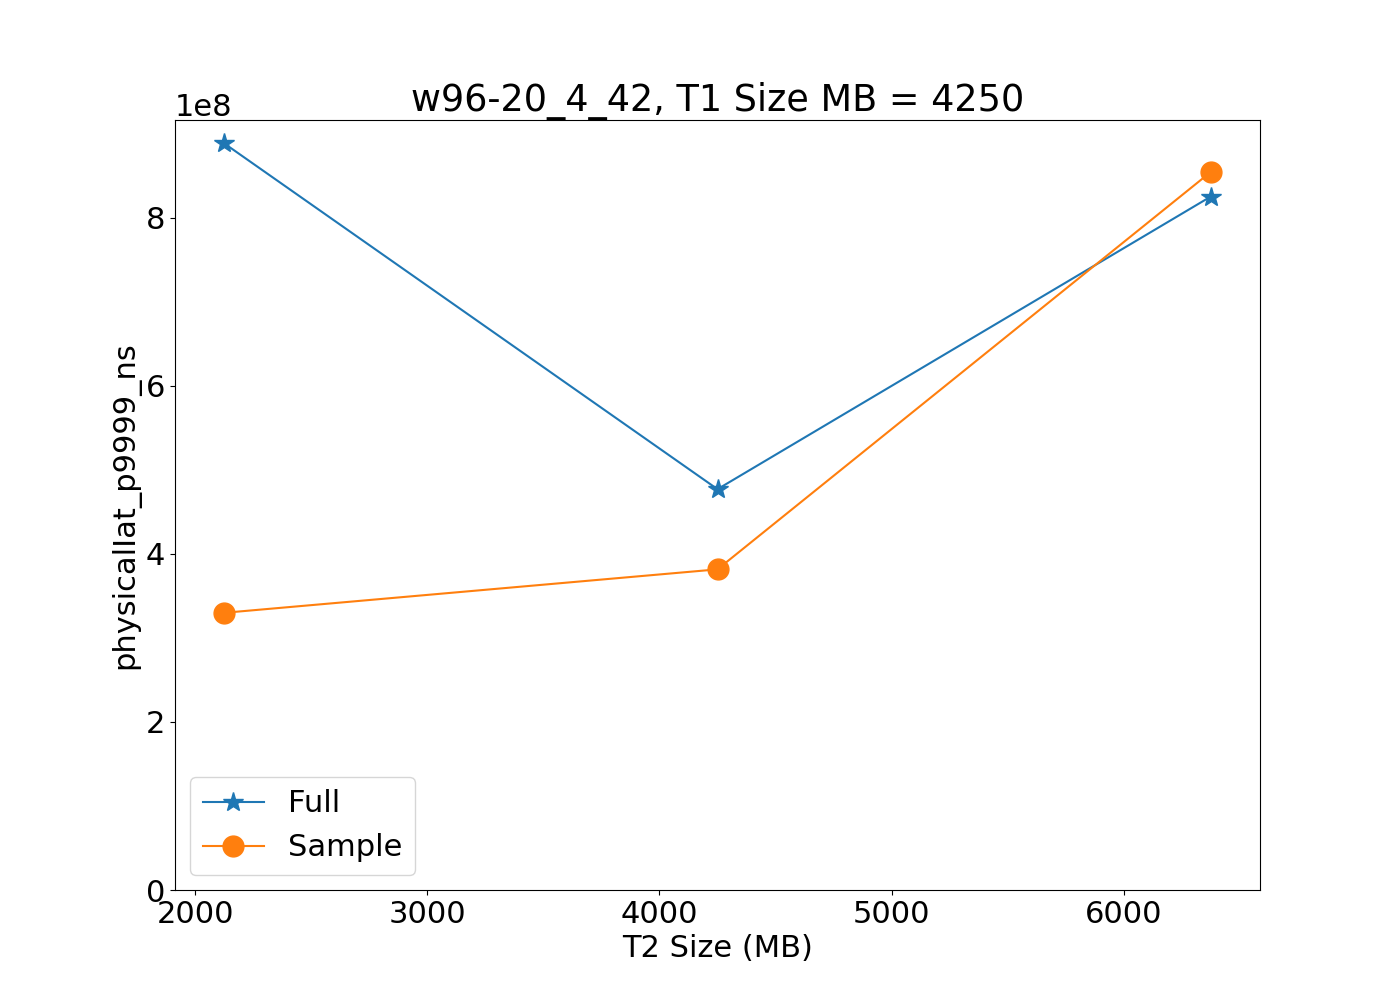 w96-20_4_42, T1 Size MB = 4250
1e8
8
6
4
2
0
physicallat_p9999_ns
2000 3000 4000 5000 6000
T2 Size (MB)
Full
Sample